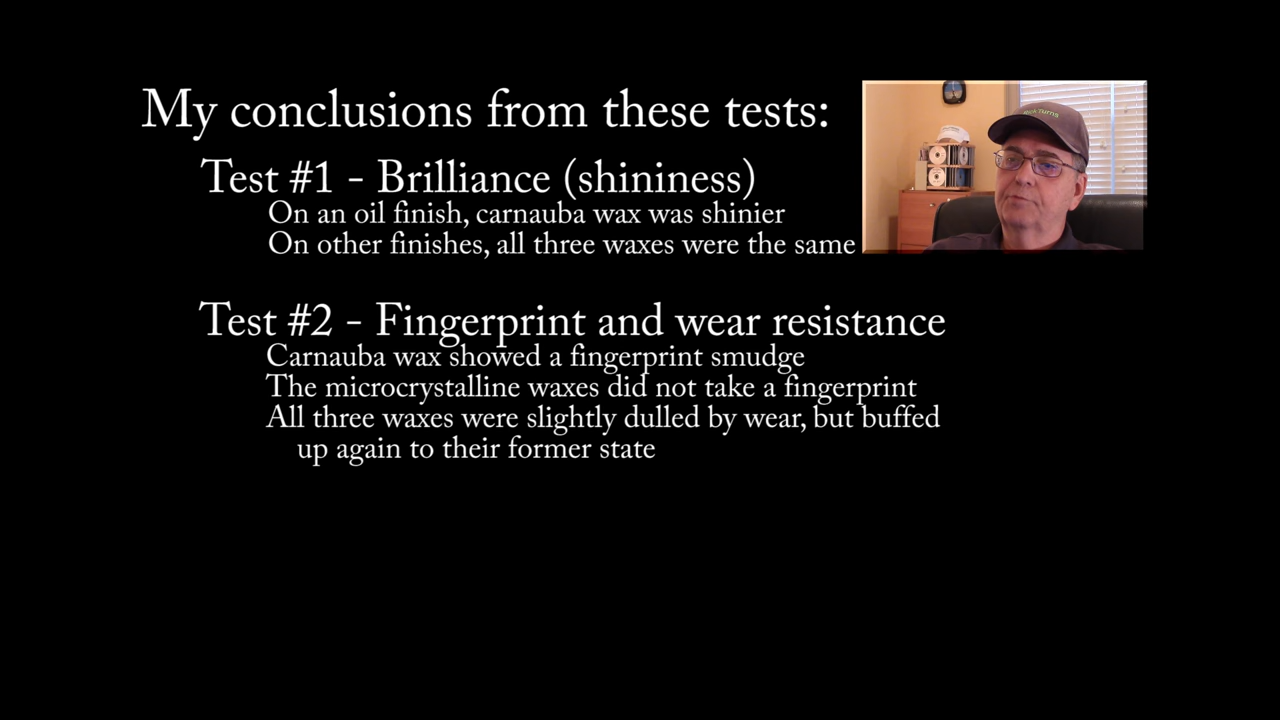 My conclusions from these tests:
Test #1 - Brilliance (shininess)
On an oil finish, carnauba wax was shinier
On other finishes, all three waxes were the same
Test #2 - Fingerprint and wear resistance
Carnauba wax showed a fingerprint smudge
The microcrystalline waxes did not take a fingerprint
All three waxes were slightly dulled by wear, but buffed
up again to their former state